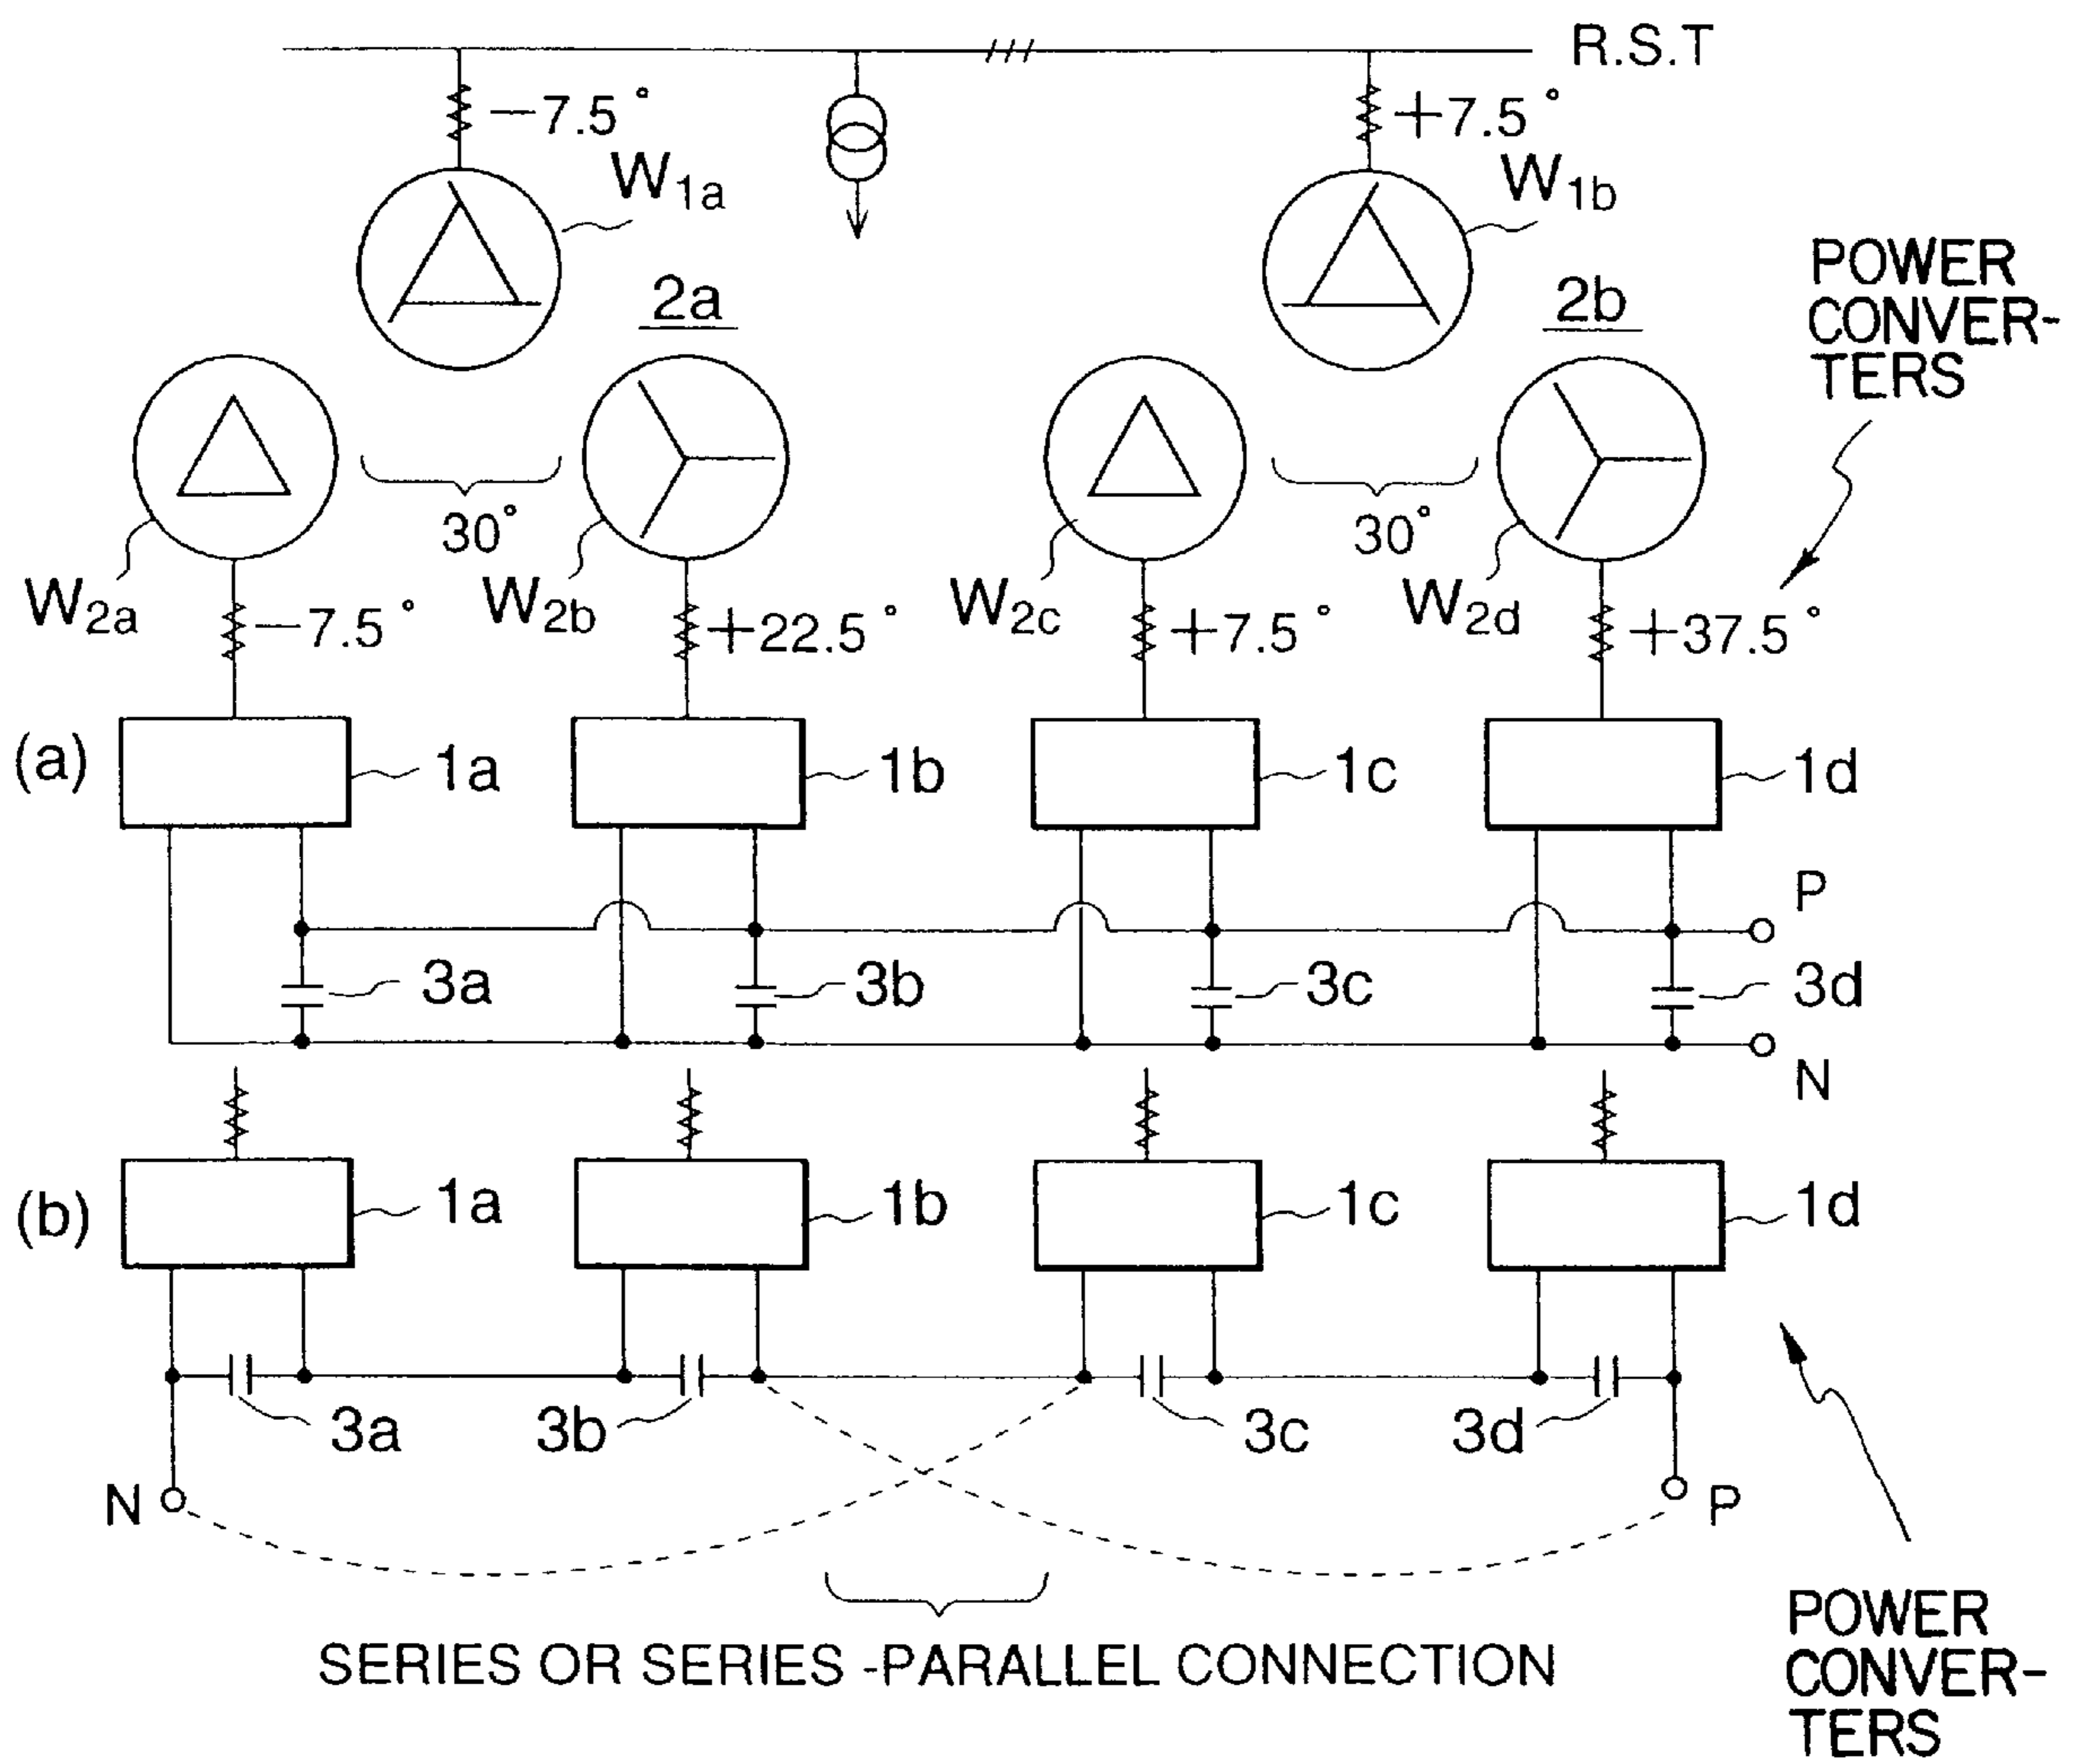 R.S.T
−7.5°
+7.5°
W1a
W1b
POWER
CONVER-
TERS
2a
2b
30°
30°
W2a
W2b
W2c
W2d
−7.5°
+22.5°
+7.5°
+37.5°
(a)
1a
1b
1c
1d
P
3a
3b
3c
3d
N
(b)
1a
1b
1c
1d
3a
3b
3c
3d
N
P
SERIES OR SERIES -PARALLEL CONNECTION
POWER
CONVER-
TERS